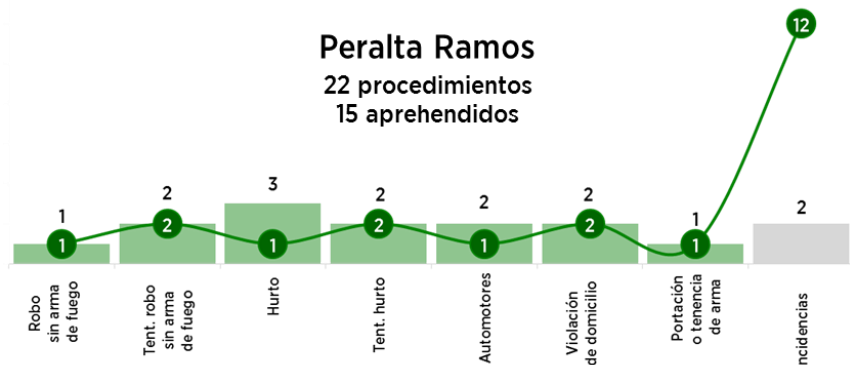 Peralta Ramos
22 procedimientos
15 aprehendidos
12
1
2
3
2
2
2
1
2
1
2
1
2
1
2
1
Robo
sin arma
de fuego
Tent. robo
sin arma
de fuego
Hurto
Tent. hurto
Automotores
Violación
de domicilio
Portación
o tenencia
de arma
ncidencias